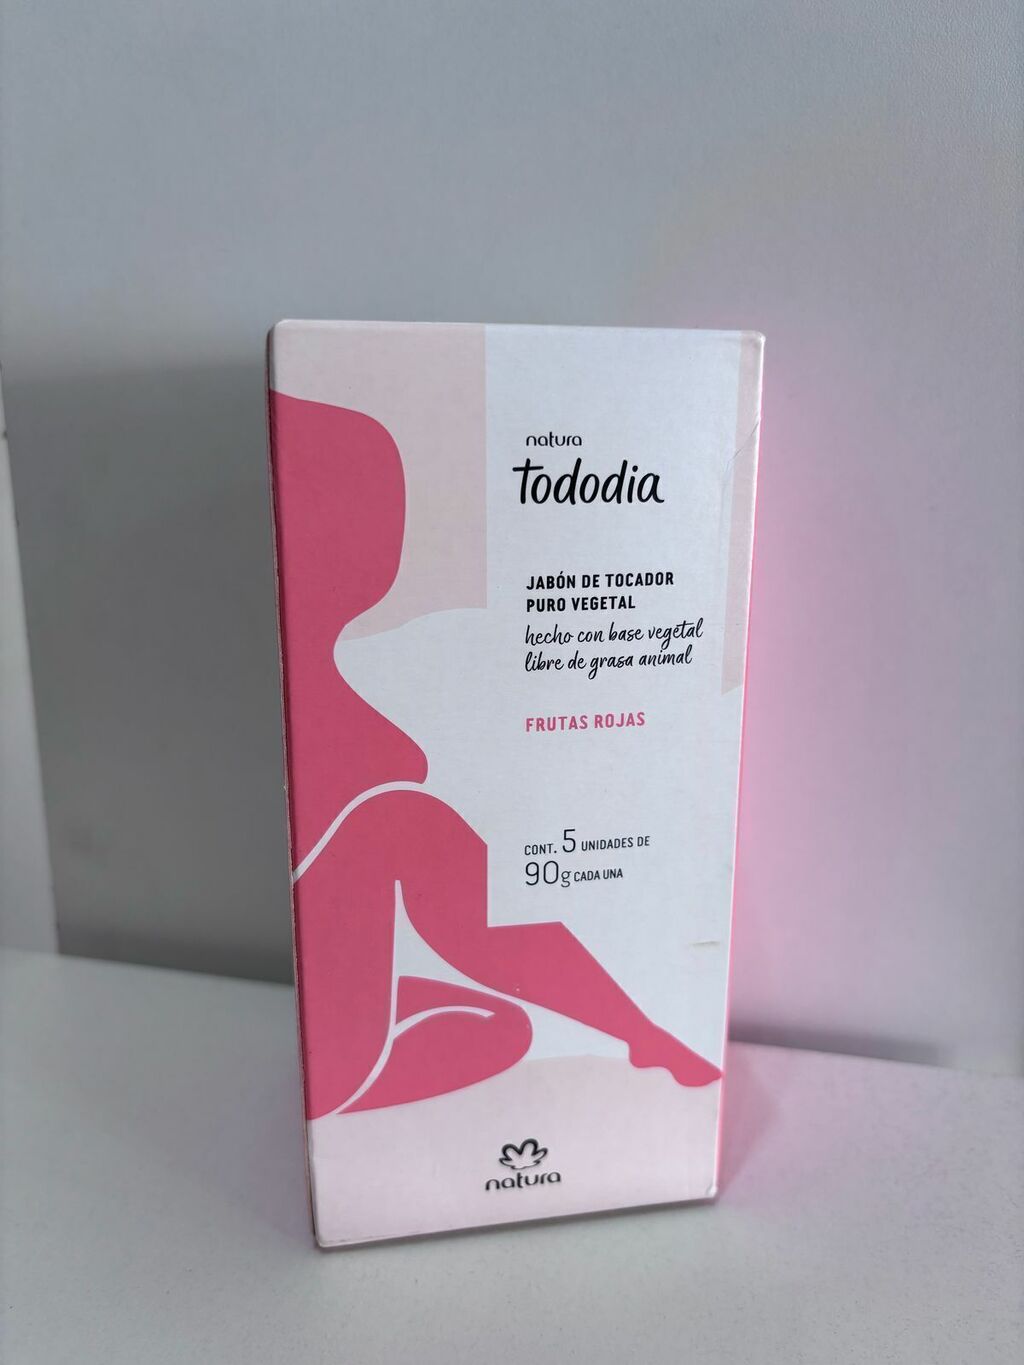 natura
tododia
JABÓN DE TOCADOR
PURO VEGETAL
hecho con base vegetal
libre de grasa animal
FRUTAS ROJAS
CONT. 5 UNIDADES DE
90g CADA UNA
natura